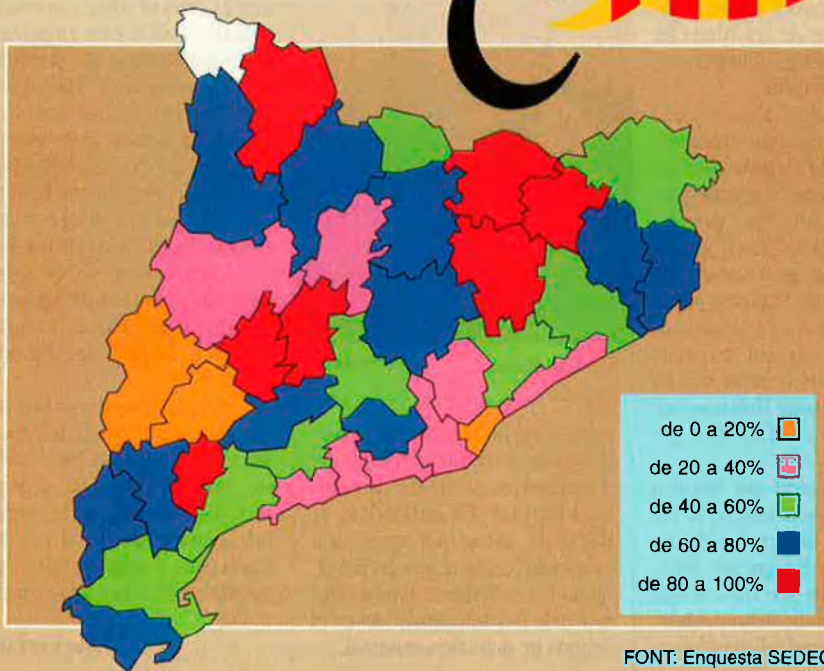 de 0 a 20%
de 20 a 40%
de 40 a 60%
de 60 a 80%
de 80 a 100%
FONT: Enquesta SEDEC